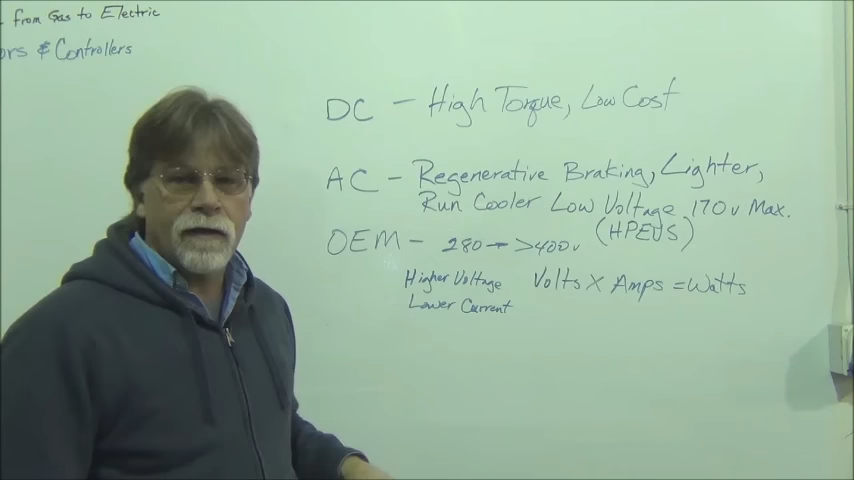 from Gas to Electric
ors & Controllers
DC - High Torque, Low Cost
AC - Regenerative Braking, Lighter,
Run Cooler Low Voltage 170v Max.
(HPEVS)
OEM - 280 - >400v
Higher Voltage Volts X Amps = Watts
Lower Current